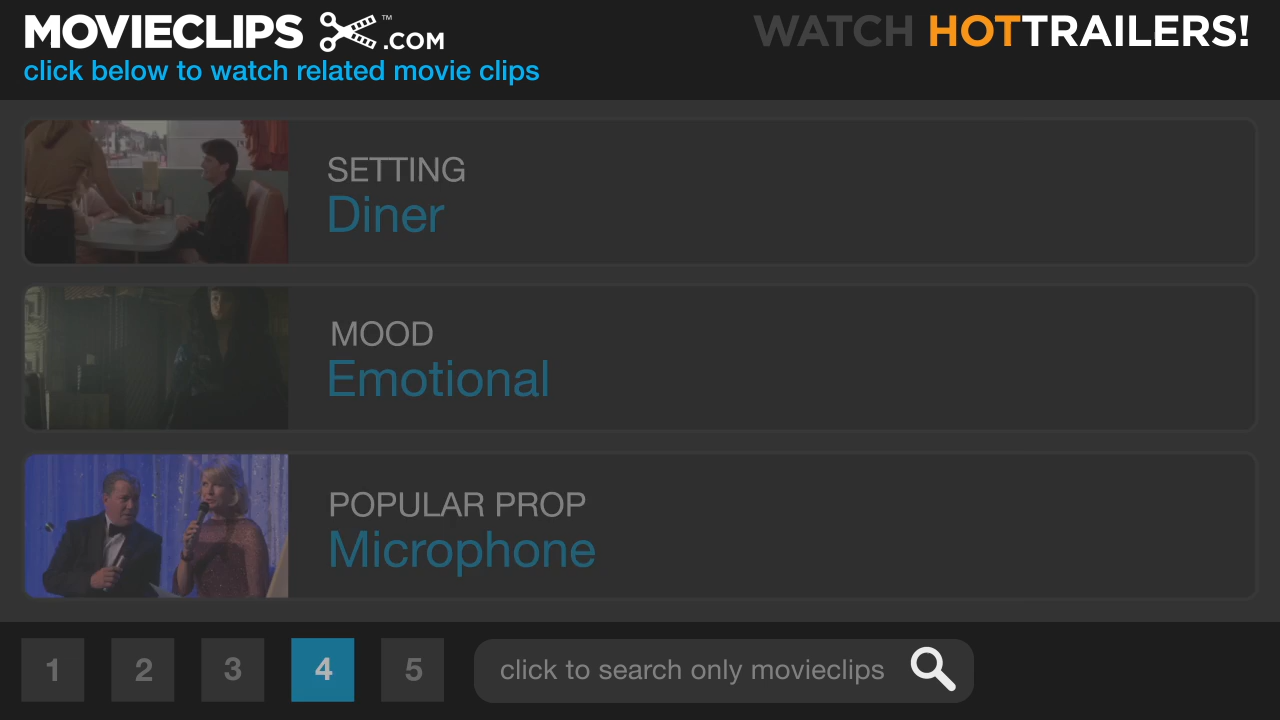 MOVIECLIPS ™.COM
WATCH HOTTRAILERS!
click below to watch related movie clips
SETTING
Diner
MOOD
Emotional
POPULAR PROP
Microphone
1 2 3 4 5
click to search only movieclips